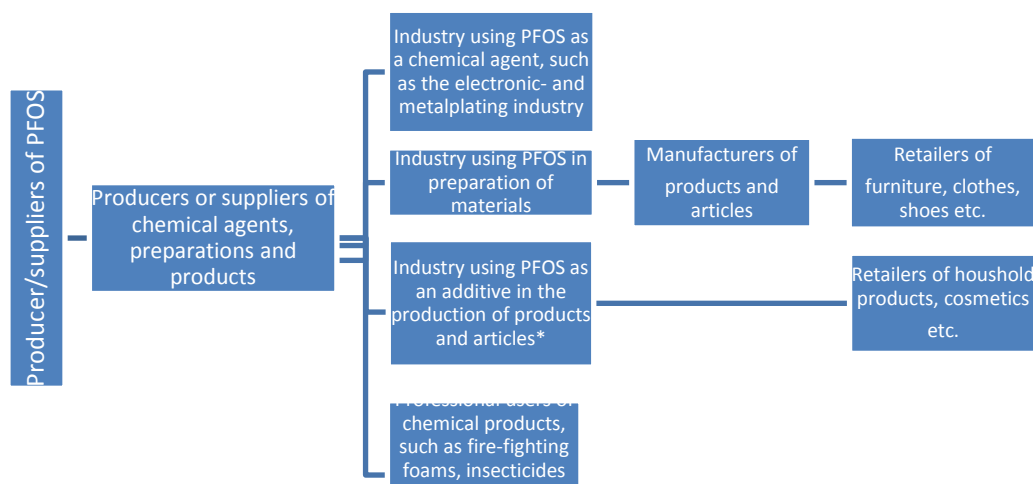 Producer/suppliers of PFOS
Producers or suppliers of
chemical agents,
preparations and
products
Industry using PFOS as
a chemical agent, such
as the electronic- and
metalplating industry
Industry using PFOS in
preparation of
materials
Manufacturers of
products and
articles
Retailers of
furniture, clothes,
shoes etc.
Industry using PFOS as
an additive in the
production of products
and articles*
Retailers of houshold
products, cosmetics
etc.
Professional users of
chemical products,
such as fire-fighting
foams, insecticides